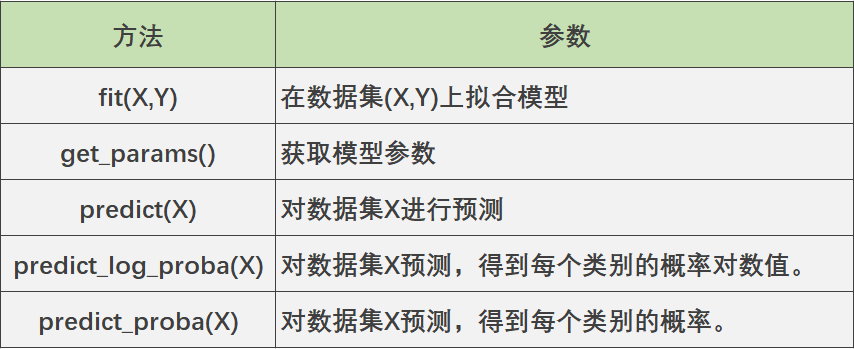 方法 参数
fit(X,Y) 在数据集(X,Y)上拟合模型
get_params() 获取模型参数
predict(X) 对数据集X进行预测
predict_log_proba(X) 对数据集X预测，得到每个类别的概率对数值。
predict_proba(X) 对数据集X预测，得到每个类别的概率。